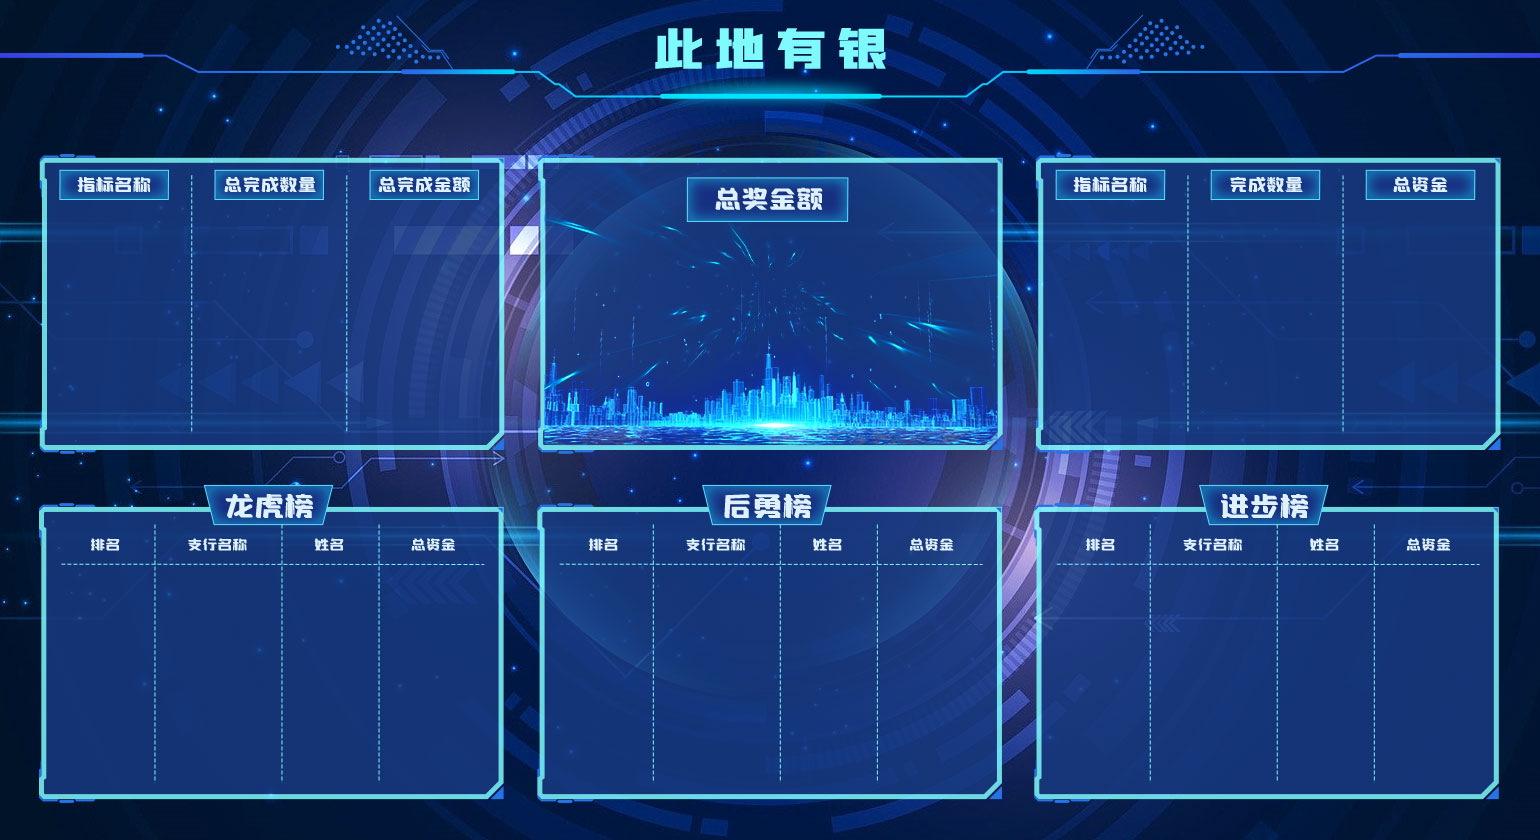 此地有银
指标名称 总完成数量 总完成金额
总奖金额
指标名称 完成数量 总资金
龙虎榜
排名 支行名称 姓名 总资金
后勇榜
排名 支行名称 姓名 总资金
进步榜
排名 支行名称 姓名 总资金